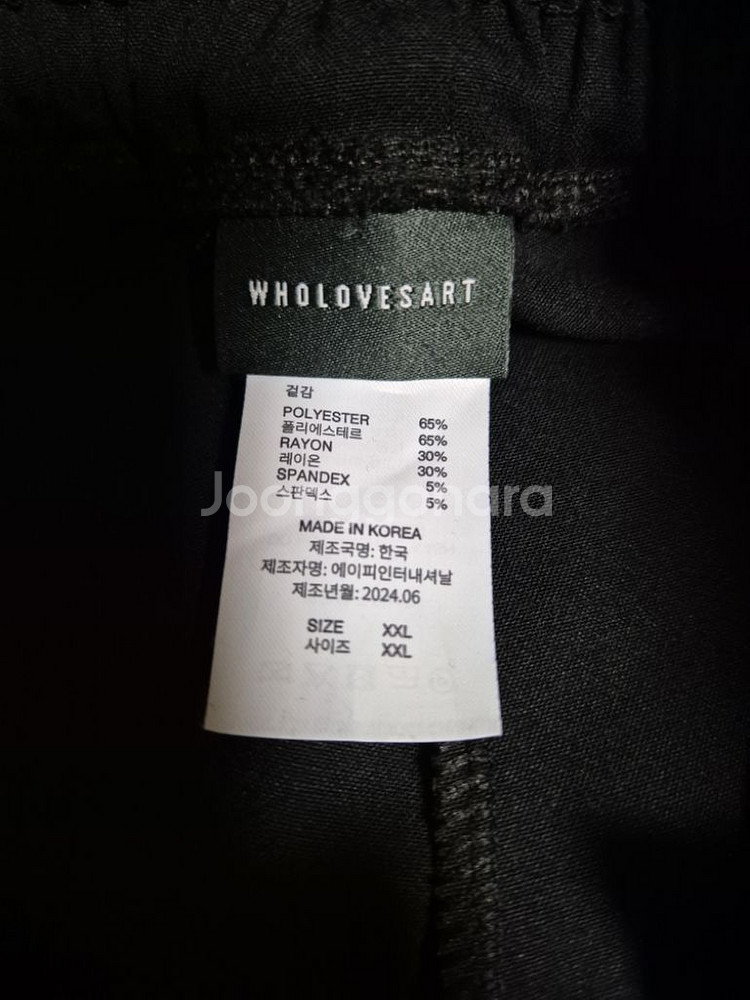 WHOLOVESART
겉감
POLYESTER 65%
폴리에스테르 65%
RAYON 30%
레이온 30%
SPANDEX 5%
스판덱스 5%
Joonggonara
MADE IN KOREA
제조국명: 한국
제조자명: 에이피인터내셔날
제조년월: 2024.06
SIZE XXL
사이즈 XXL